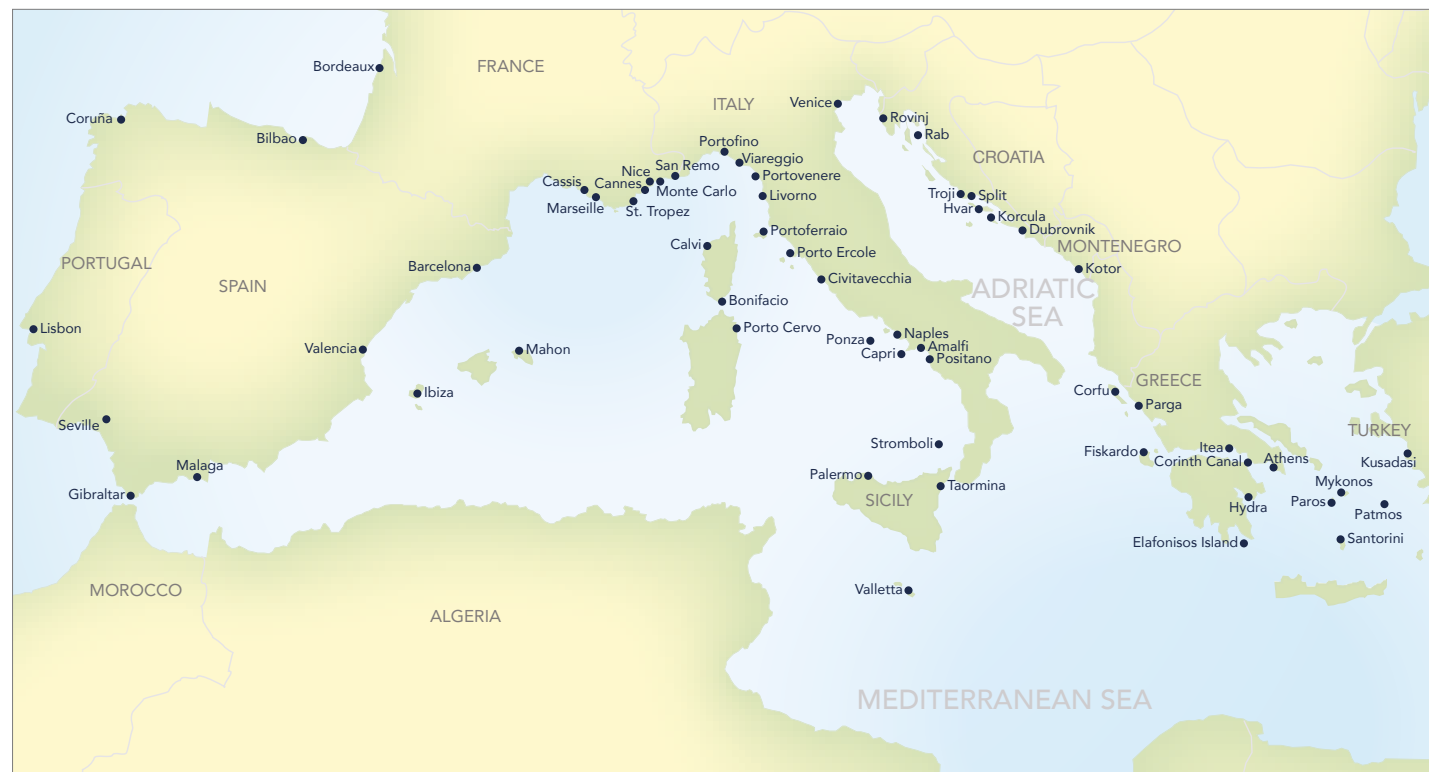 Bordeaux
FRANCE
ITALY
Venice
Coruña
Rovinj
Rab
Bilbao
Portofino
Viareggio
CROATIA
San Remo
Nice
Portovenere
Cassis
Cannes
Monte Carlo
Livorno
Troji
Split
Marseille
St. Tropez
Hvar
Korcula
Portoferraio
Dubrovnik
Calvi
MONTENEGRO
Porto Ercole
PORTUGAL
Barcelona
Kotor
SPAIN
Civitavecchia
ADRIATIC
SEA
Bonifacio
Lisbon
Porto Cervo
Naples
Ponza
Amalfi
Valencia
Mahon
Capri
Positano
GREECE
Ibiza
Corfu
Parga
Seville
TURKEY
Stromboli
Itea
Fiskardo
Athens
Corinth Canal
Kusadasi
Malaga
Palermo
Mykonos
Taormina
Gibraltar
SICILY
Paros
Hydra
Patmos
Elafonisos Island
Santorini
MOROCCO
Valletta
ALGERIA
MEDITERRANEAN SEA